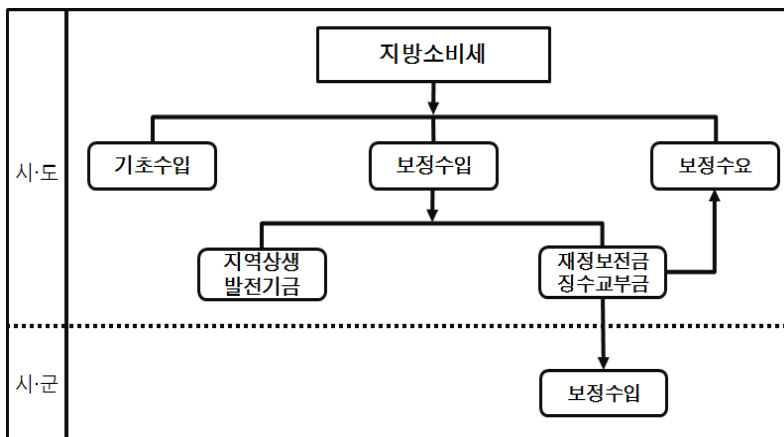 지방소비세
시·도
기초수입
보정수입
보정수요
지역상생
발전기금
재정보전금
징수교부금
시·군
보정수입